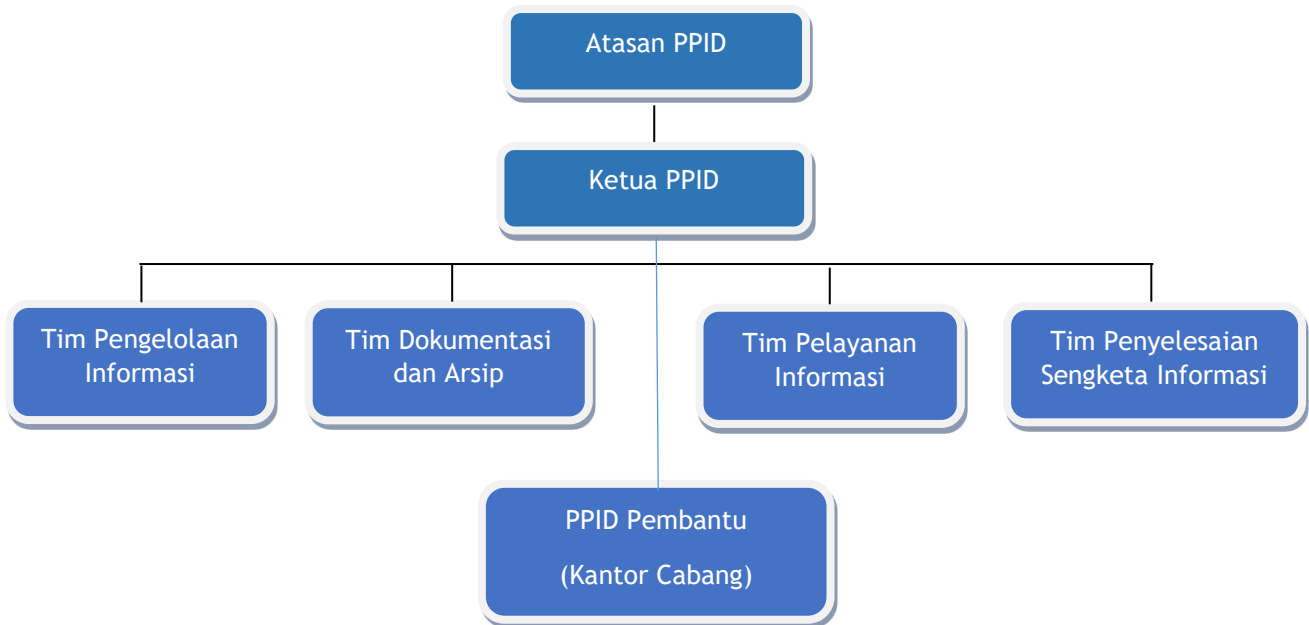 Atasan PPID
Ketua PPID
Tim Pengelolaan
Informasi
Tim Dokumentasi
dan Arsip
Tim Pelayanan
Informasi
Tim Penyelesaian
Sengketa Informasi
PPID Pembantu
(Kantor Cabang)